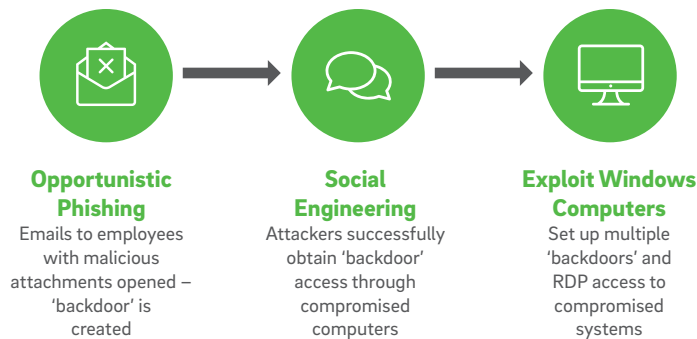 Opportunistic
Phishing
Emails to employees
with malicious
attachments opened –
‘backdoor’ is
created
Social
Engineering
Attackers successfully
obtain ‘backdoor’
access through
compromised
computers
Exploit Windows
Computers
Set up multiple
‘backdoors’ and
RDP access to
compromised
systems